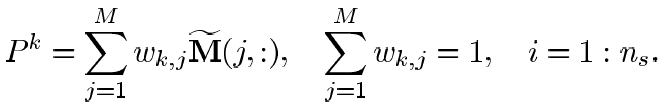 $P^k = \sum_{j=1}^{M} w_{k,j} \widetilde{\mathbf{M}}(j,:), \quad \sum_{j=1}^{M} w_{k,j} = 1, \quad i = 1 : n_s.$